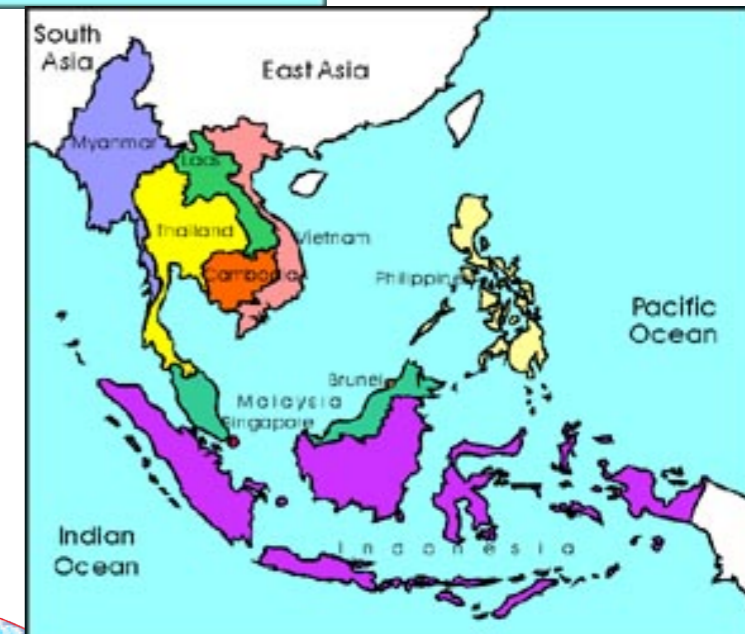 South
Asia
East Asia
Myanmar
Laos
Thailand
Vietnam
Cambodia
Philippines
Pacific
Ocean
Brunei
Malaysia
Singapore
Indian
Ocean
Indonesia